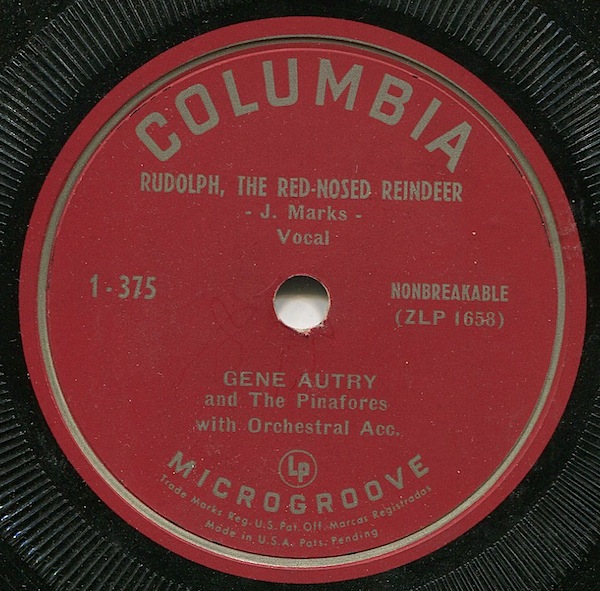 COLUMBIA
RUDOLPH, THE RED-NOSED REINDEER
- J. Marks -
Vocal
1-375
NONBREAKABLE
(ZLP 1658)
GENE AUTRY
and The Pinafores
with Orchestral Acc.
Lp
MICROGROOVE
Trade Marks Reg. U.S. Pat. Off. Marcas Registradas
Made in U.S.A. Pats. Pending